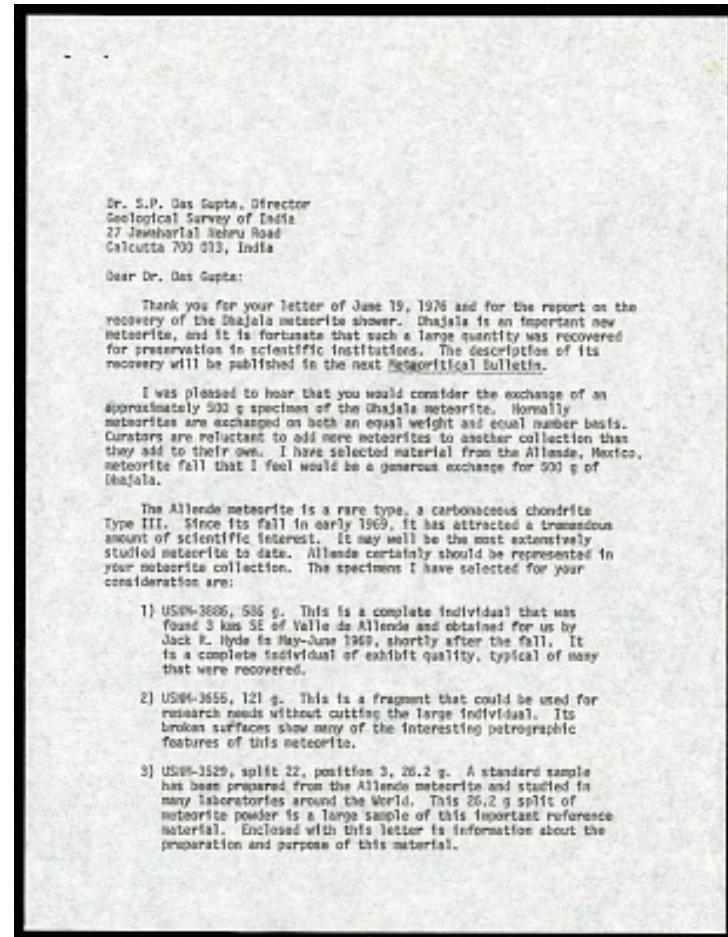 Dr. S.P. Das Gupta, Director
Geological Survey of India
27 Jawaharlal Nehru Road
Calcutta 700 013, India
Dear Dr. Das Gupta:
Thank you for your letter of June 19, 1976 and for the report on the
recovery of the Dhajala meteorite shower. Dhajala is an important new
meteorite, and it is fortunate that such a large quantity was recovered
for preservation in scientific institutions. The description of its
recovery will be published in the next Meteoritical Bulletin.
I was pleased to hear that you would consider the exchange of an
approximately 500 g specimen of the Dhajala meteorite. Normally
meteorites are exchanged on both an equal weight and equal number basis.
Curators are reluctant to add more meteorites to another collection than
they add to their own. I have selected material from the Allende, Mexico,
meteorite fall that I feel would be a generous exchange for 500 g of
Dhajala.
The Allende meteorite is a rare type, a carbonaceous chondrite
Type III. Since its fall in early 1969, it has attracted a tremendous
amount of scientific interest. It may well be the most extensively
studied meteorite to date. Allende certainly should be represented in
your meteorite collection. The specimens I have selected for your
consideration are:
1) USNM-3886, 586 g. This is a complete individual that was
found 3 kms SE of Valle de Allende and obtained for us by
Jack R. Hyde in May-June 1969, shortly after the fall. It
is a complete individual of exhibit quality, typical of many
that were recovered.
2) USNM-3656, 121 g. This is a fragment that could be used for
research needs without cutting the large individual. Its
broken surfaces show many of the interesting petrographic
features of this meteorite.
3) USNM-3529, split 22, position 3, 26.2 g. A standard sample
has been prepared from the Allende meteorite and studied in
many laboratories around the World. This 26.2 g split of
meteorite powder is a large sample of this important reference
material. Enclosed with this letter is information about the
preparation and purpose of this material.